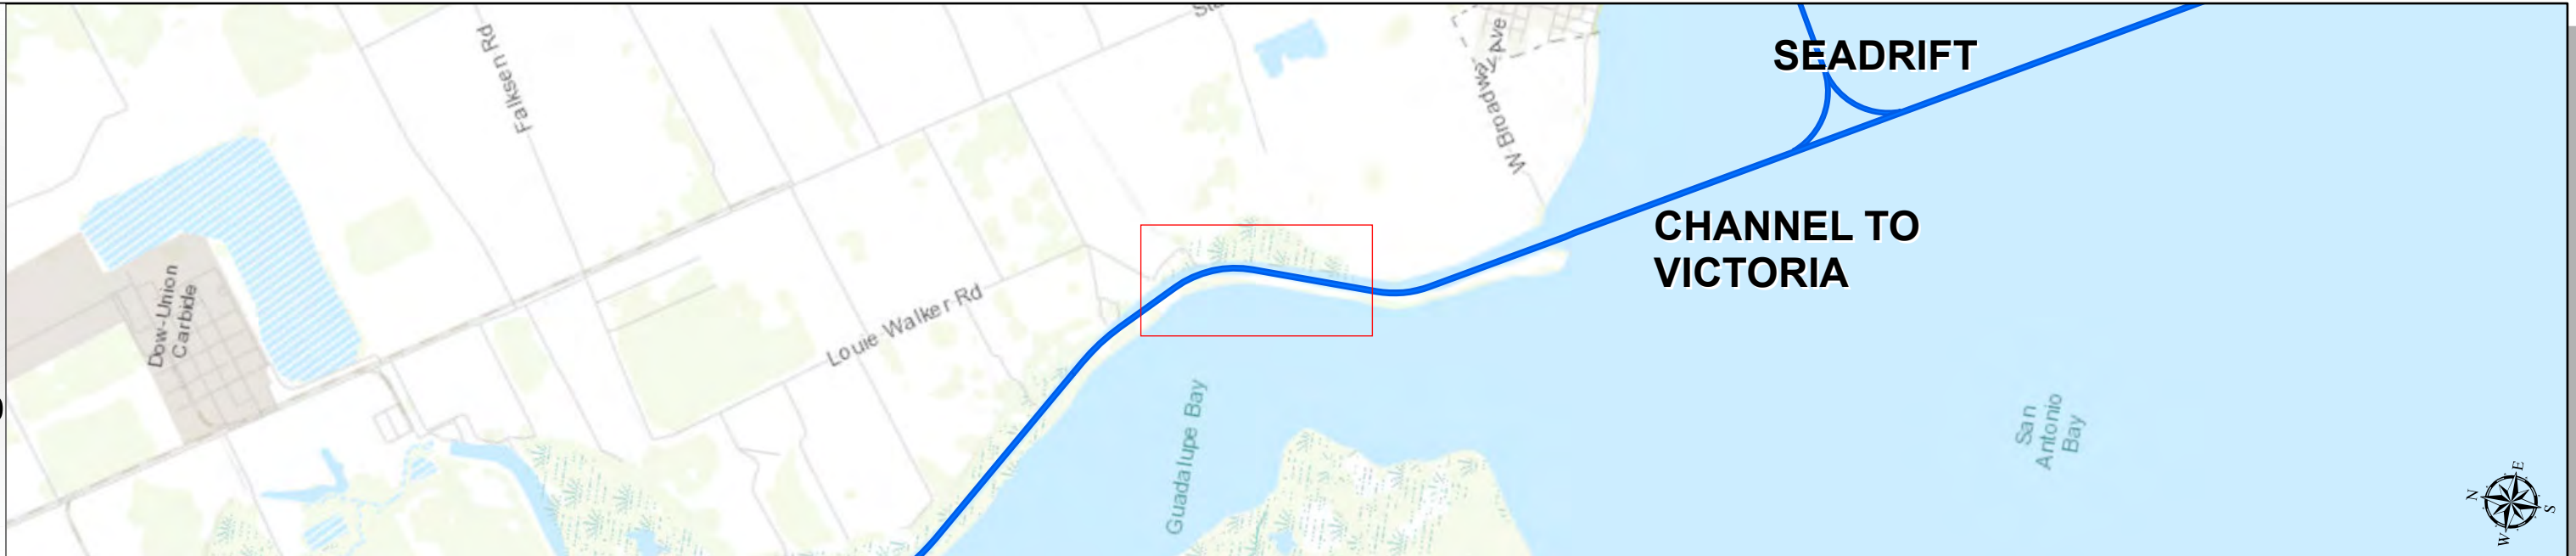 Falksen Rd
W Broadway Ave
SEADRIFT
CHANNEL TO
VICTORIA
Dow-Union
Carbide
Louie Walker Rd
Guadalupe Bay
San
Antonio
Bay
N
E
S
W